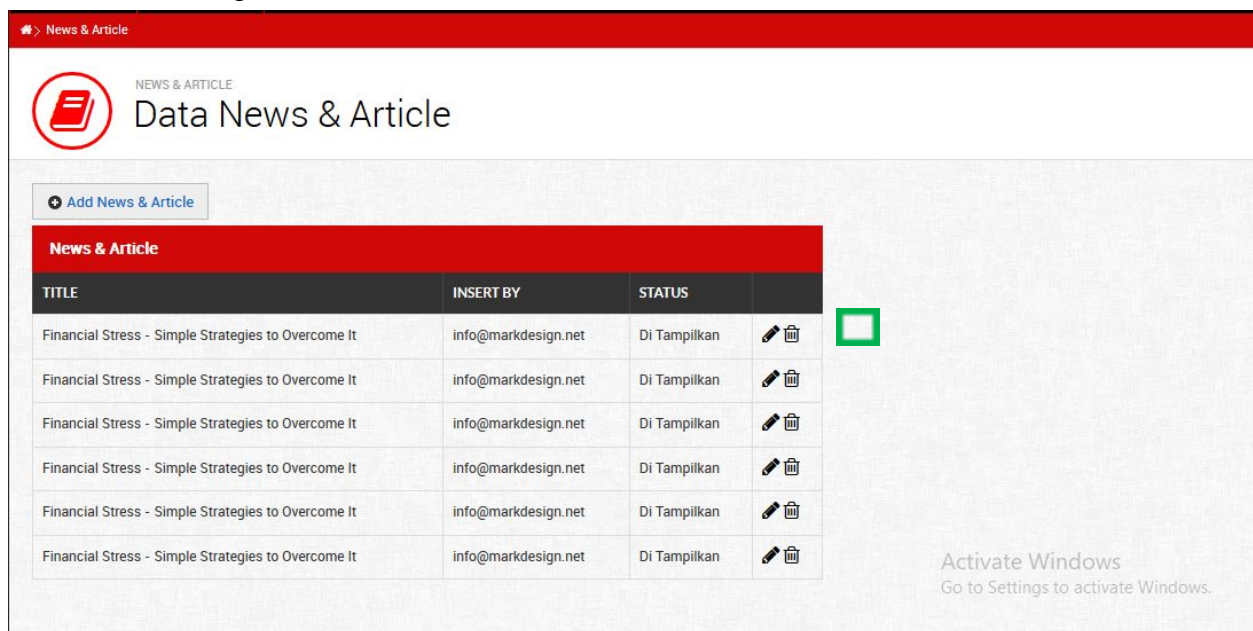 > News & Article
NEWS & ARTICLE
Data News & Article
Add News & Article
News & Article
TITLE INSERT BY STATUS
Financial Stress - Simple Strategies to Overcome It info@markdesign.net Di Tampilkan
Financial Stress - Simple Strategies to Overcome It info@markdesign.net Di Tampilkan
Financial Stress - Simple Strategies to Overcome It info@markdesign.net Di Tampilkan
Financial Stress - Simple Strategies to Overcome It info@markdesign.net Di Tampilkan
Financial Stress - Simple Strategies to Overcome It info@markdesign.net Di Tampilkan
Financial Stress - Simple Strategies to Overcome It info@markdesign.net Di Tampilkan
Activate Windows
Go to Settings to activate Windows.